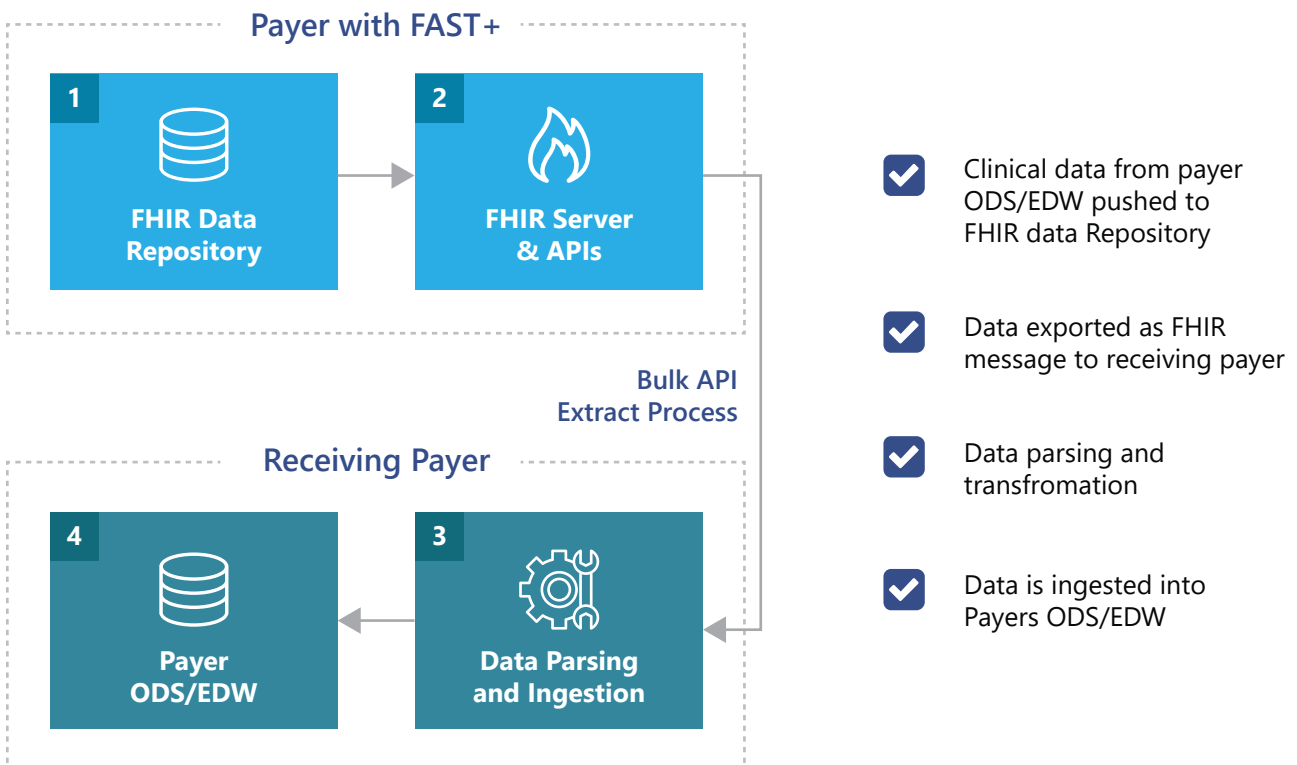 Payer with FAST+
1
FHIR Data
Repository
2
FHIR Server
& APIs
Bulk API
Extract Process
Receiving Payer
4
Payer
ODS/EDW
3
Data Parsing
and Ingestion
Clinical data from payer
ODS/EDW pushed to
FHIR data Repository
Data exported as FHIR
message to receiving payer
Data parsing and
transfromation
Data is ingested into
Payers ODS/EDW